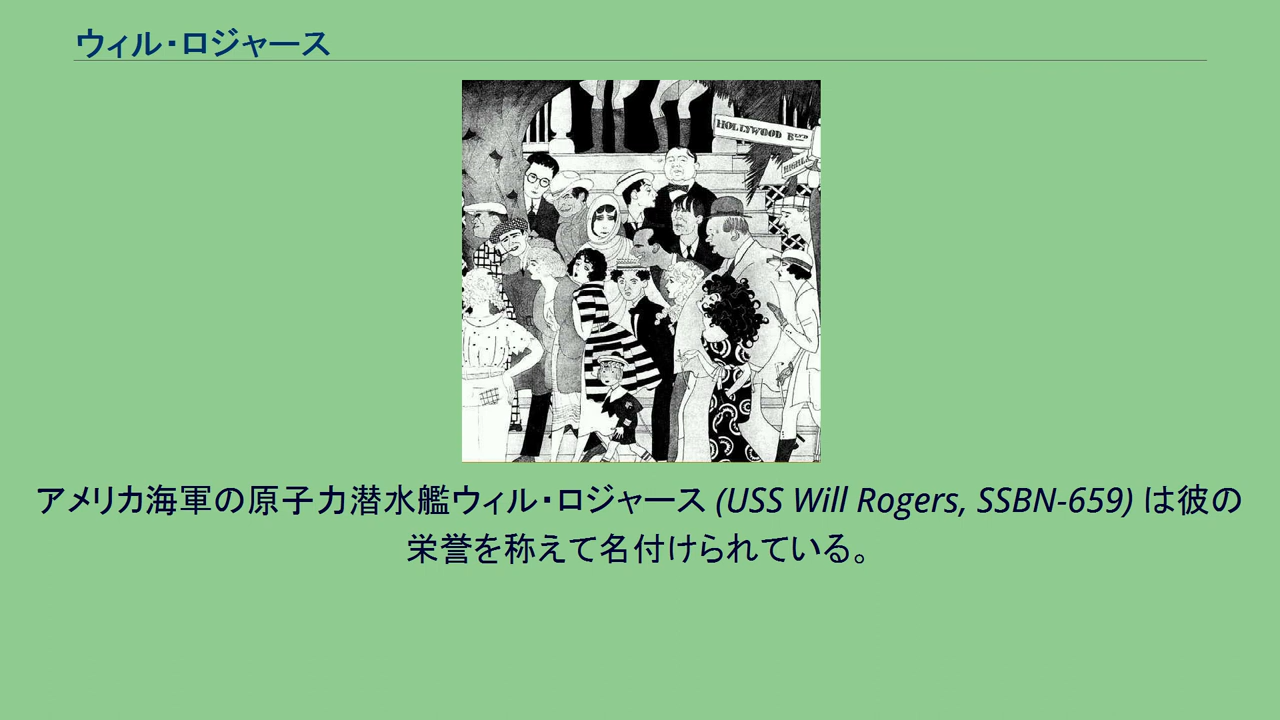 ウィル・ロジャース
HOLLYWOOD BLVD
アメリカ海軍の原子力潜水艦ウィル・ロジャース (USS Will Rogers, SSBN-659) は彼の
栄誉を称えて名付けられている。